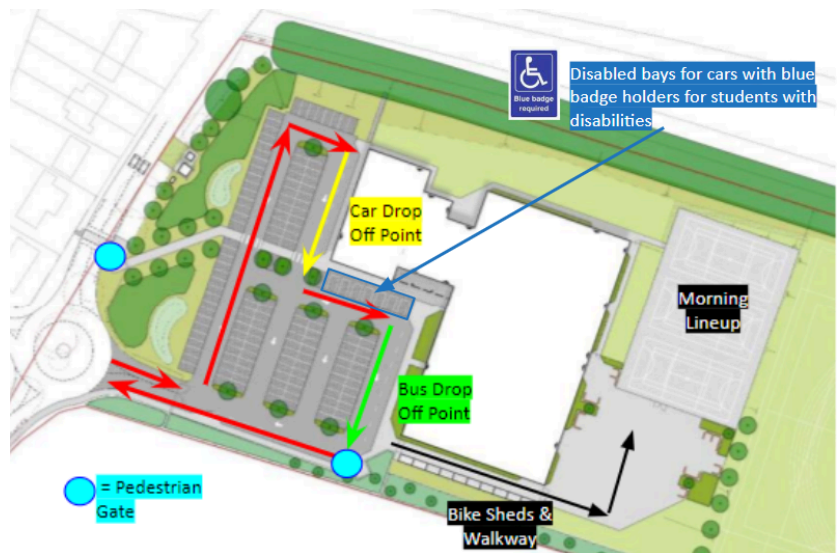 Blue badge
required
Disabled bays for cars with blue
badge holders for students with
disabilities
Car Drop
Off Point
Morning
Lineup
Bus Drop
Off Point
= Pedestrian
Gate
Bike Sheds &
Walkway